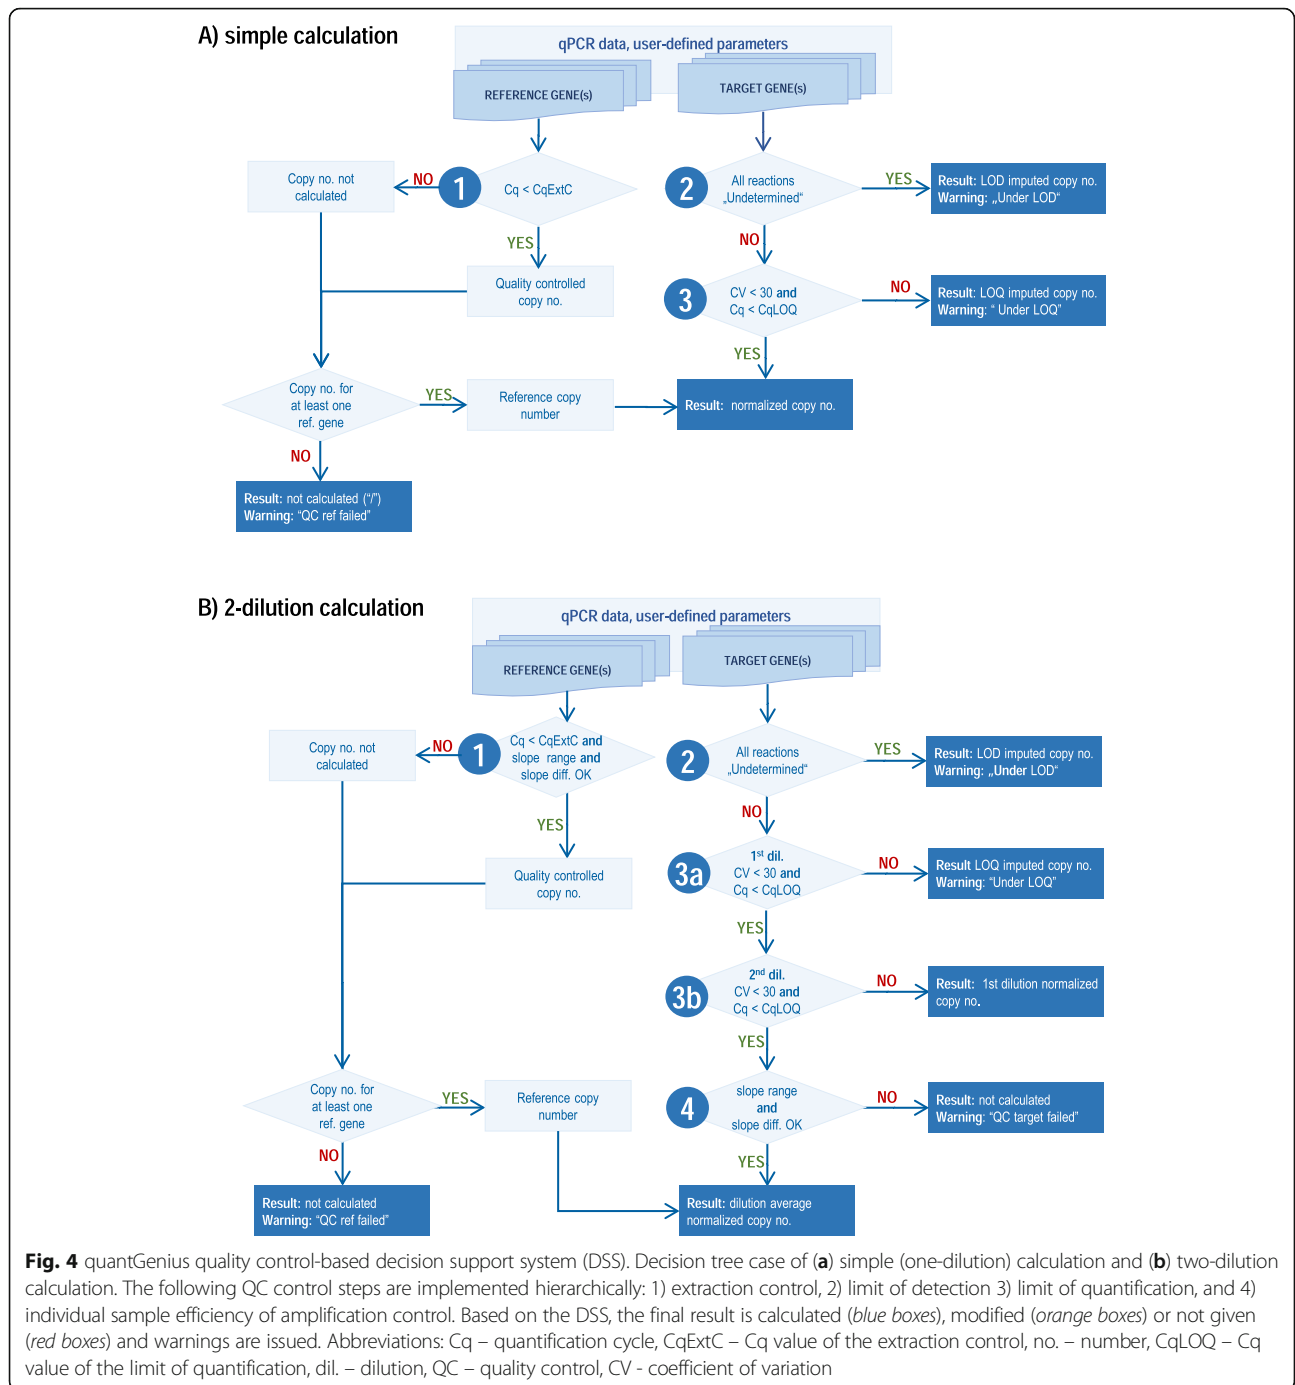 A) simple calculation
qPCR data, user-defined parameters
REFERENCE GENE(s)
TARGET GENE(s)
Copy no. not
calculated
NO
1
Cq < CqExtC
2
All reactions
„Undetermined“
YES
Result: LOD imputed copy no.
Warning: „Under LOD“
YES
NO
Quality controlled
copy no.
3
CV < 30 and
Cq < CqLOQ
NO
Result: LOQ imputed copy no.
Warning: “ Under LOQ”
YES
Copy no. for
at least one
ref. gene
YES
Reference copy
number
Result: normalized copy no.
NO
Result: not calculated (“/”)
Warning: “QC ref failed”
B) 2-dilution calculation
qPCR data, user-defined parameters
REFERENCE GENE(s)
TARGET GENE(s)
Copy no. not
calculated
NO
1
Cq < CqExtC and
slope range and
slope diff. OK
2
All reactions
„Undetermined“
YES
Result: LOD imputed copy no.
Warning: „Under LOD“
YES
NO
Quality controlled
copy no.
3a
1st dil.
CV < 30 and
Cq < CqLOQ
NO
Result LOQ imputed copy no.
Warning: “Under LOQ”
YES
3b
2nd dil.
CV < 30 and
Cq < CqLOQ
NO
Result: 1st dilution normalized
copy no.
YES
Copy no. for
at least one
ref. gene
YES
Reference copy
number
4
slope range
and
slope diff. OK
NO
Result: not calculated
Warning: “QC target failed”
NO
YES
Result: not calculated
Warning: “QC ref failed”
Result: dilution average
normalized copy no.
Fig. 4 quantGenius quality control-based decision support system (DSS). Decision tree case of (a) simple (one-dilution) calculation and (b) two-dilution
calculation. The following QC control steps are implemented hierarchically: 1) extraction control, 2) limit of detection 3) limit of quantification, and 4)
individual sample efficiency of amplification control. Based on the DSS, the final result is calculated (blue boxes), modified (orange boxes) or not given
(red boxes) and warnings are issued. Abbreviations: Cq – quantification cycle, CqExtC – Cq value of the extraction control, no. – number, CqLOQ – Cq
value of the limit of quantification, dil. – dilution, QC – quality control, CV - coefficient of variation